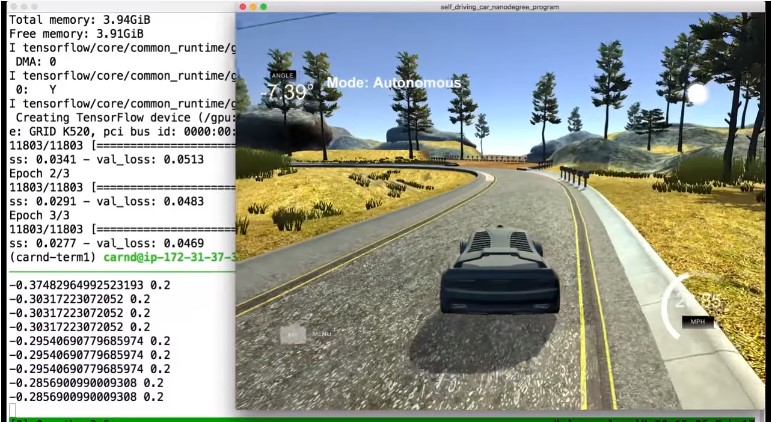 Total memory: 3.94GiB
Free memory: 3.91GiB
I tensorflow/core/common_runtime/g
DMA: 0
I tensorflow/core/common_runtime/g
0: Y
I tensorflow/core/common_runtime/g
Creating TensorFlow device (/gpu:
e: GRID K520, pci bus id: 0000:00:
11803/11803 [====================
ss: 0.0341 - val_loss: 0.0513
Epoch 2/3
11803/11803 [====================
ss: 0.0291 - val_loss: 0.0483
Epoch 3/3
11803/11803 [====================
ss: 0.0277 - val_loss: 0.0469
(carnd-term1) carnd@ip-172-31-37-3
-0.37482964992523193 0.2
-0.30317223072052 0.2
-0.30317223072052 0.2
-0.30317223072052 0.2
-0.29540690779685974 0.2
-0.29540690779685974 0.2
-0.29540690779685974 0.2
-0.2856900990009308 0.2
-0.2856900990009308 0.2
self_driving_car_nanodegree_program
ANGLE
-7.39°
Mode: Autonomous
MENU
MPH